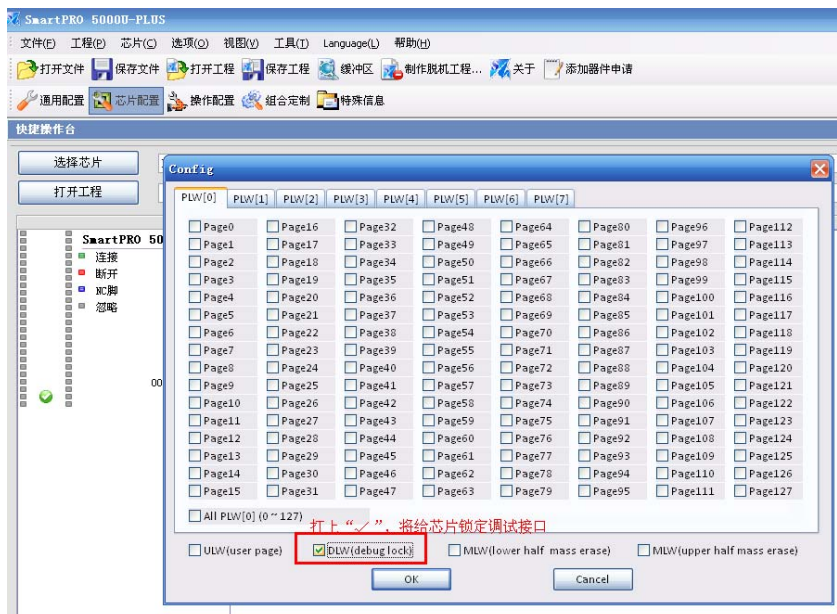 SmartPRO 5000U-PLUS
文件(F) 工程(P) 芯片(C) 选项(O) 视图(V) 工具(T) Language(L) 帮助(H)
打开文件 保存文件 打开工程 保存工程 缓冲区 制作脱机工程... 关于 添加器件申请
通用配置 芯片配置 操作配置 组合定制 特殊信息
快捷操作台
选择芯片
Config
打开工程
PLW[0] PLW[1] PLW[2] PLW[3] PLW[4] PLW[5] PLW[6] PLW[7]
Page0 Page16 Page32 Page48 Page64 Page80 Page96 Page112
SmartPRO 50
Page1 Page17 Page33 Page49 Page65 Page81 Page97 Page113
连接
Page2 Page18 Page34 Page50 Page66 Page82 Page98 Page114
断开
Page3 Page19 Page35 Page51 Page67 Page83 Page99 Page115
NC脚
Page4 Page20 Page36 Page52 Page68 Page84 Page100 Page116
忽略
Page5 Page21 Page37 Page53 Page69 Page85 Page101 Page117
Page6 Page22 Page38 Page54 Page70 Page86 Page102 Page118
Page7 Page23 Page39 Page55 Page71 Page87 Page103 Page119
Page8 Page24 Page40 Page56 Page72 Page88 Page104 Page120
00
Page9 Page25 Page41 Page57 Page73 Page89 Page105 Page121
Page10 Page26 Page42 Page58 Page74 Page90 Page106 Page122
Page11 Page27 Page43 Page59 Page75 Page91 Page107 Page123
Page12 Page28 Page44 Page60 Page76 Page92 Page108 Page124
Page13 Page29 Page45 Page61 Page77 Page93 Page109 Page125
Page14 Page30 Page46 Page62 Page78 Page94 Page110 Page126
Page15 Page31 Page47 Page63 Page79 Page95 Page111 Page127
All PLW[0] (0 ~ 127)
打上“✓”，将给芯片锁定调试接口
ULW(user page) DLW(debug lock) MLW(lower half mass erase) MLW(upper half mass erase)
OK Cancel